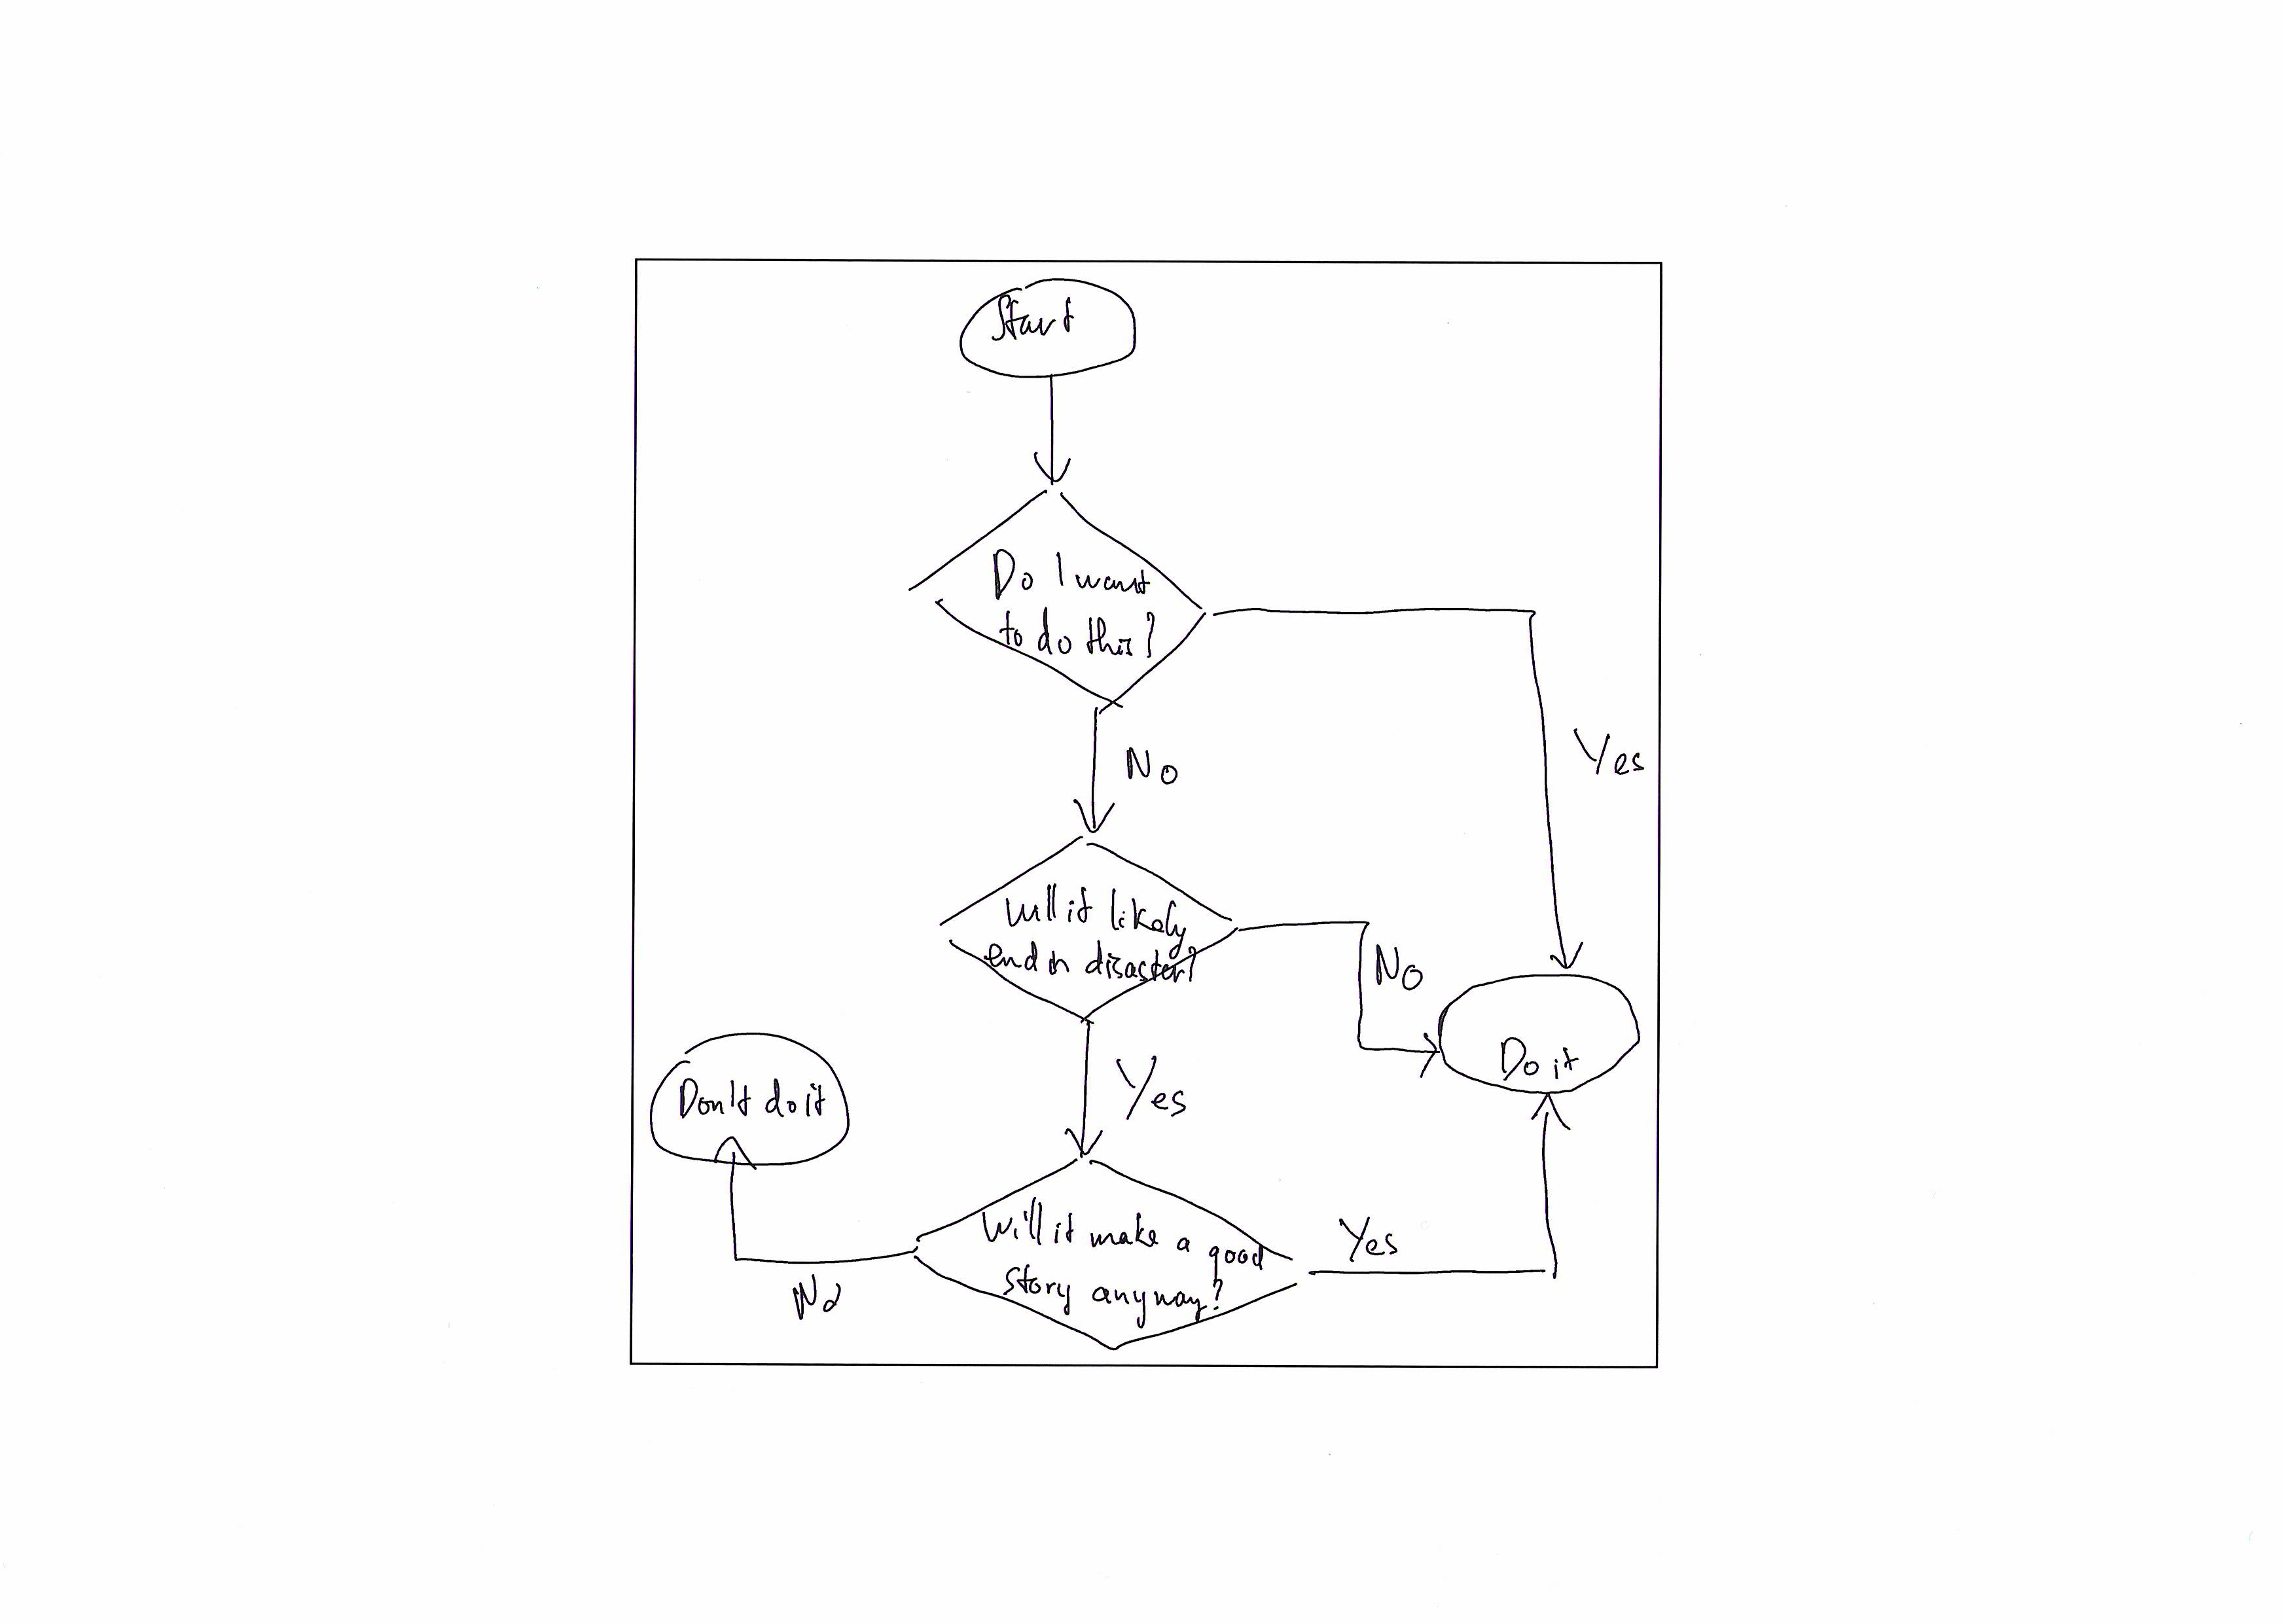 Start
Do I want
to do this?
No
Yes
Will it likely
end in disaster?
No
Do it
Don't do it
Yes
Will it make a good
story anyway?
Yes
No